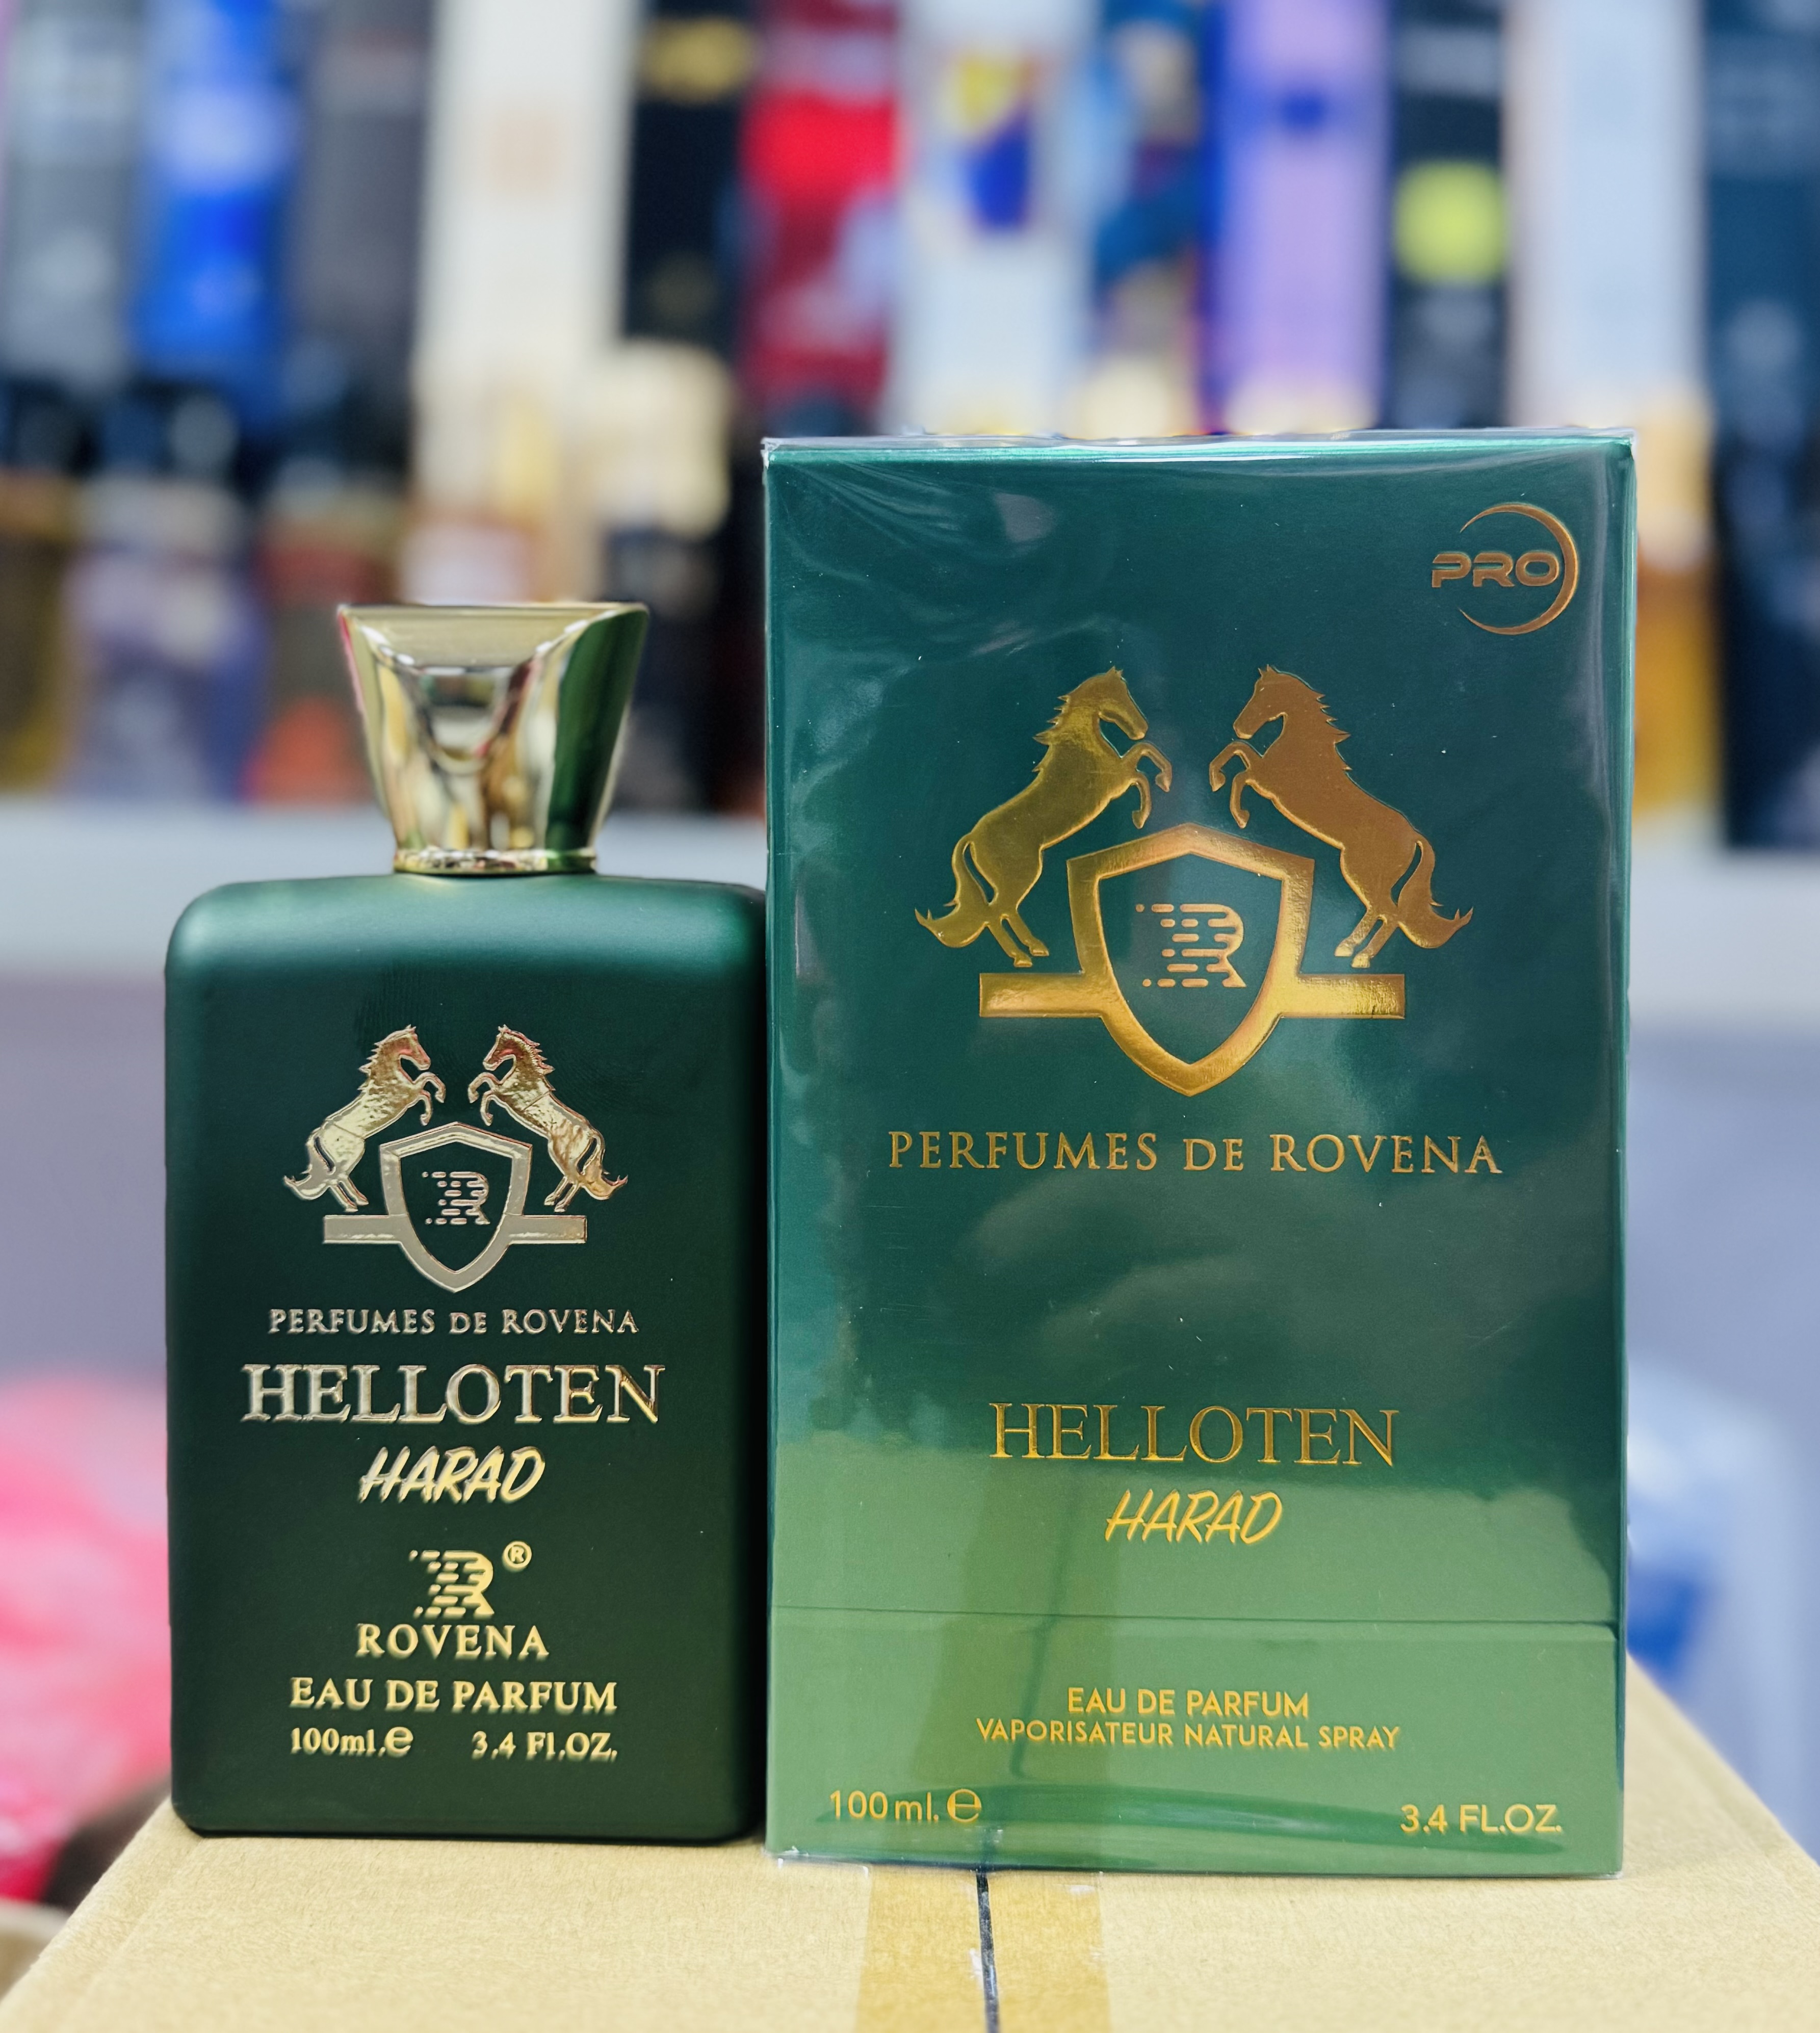 PERFUMES DE ROVENA
HELLOTEN
HARAD
R®
ROVENA
EAU DE PARFUM
100ml.℮ 3.4 Fl.OZ.
PRO
R
PERFUMES DE ROVENA
HELLOTEN
HARAD
EAU DE PARFUM
VAPORISATEUR NATURAL SPRAY
100 ml. ℮ 3.4 FL.OZ.